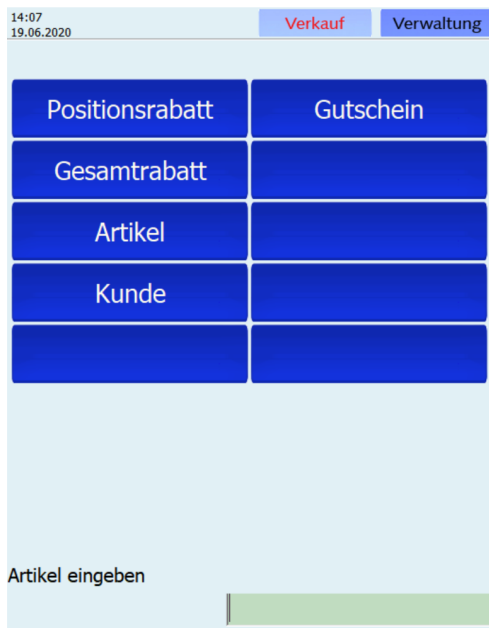 14:07
19.06.2020
Verkauf Verwaltung
Positionsrabatt Gutschein
Gesamtrabatt
Artikel
Kunde
Artikel eingeben